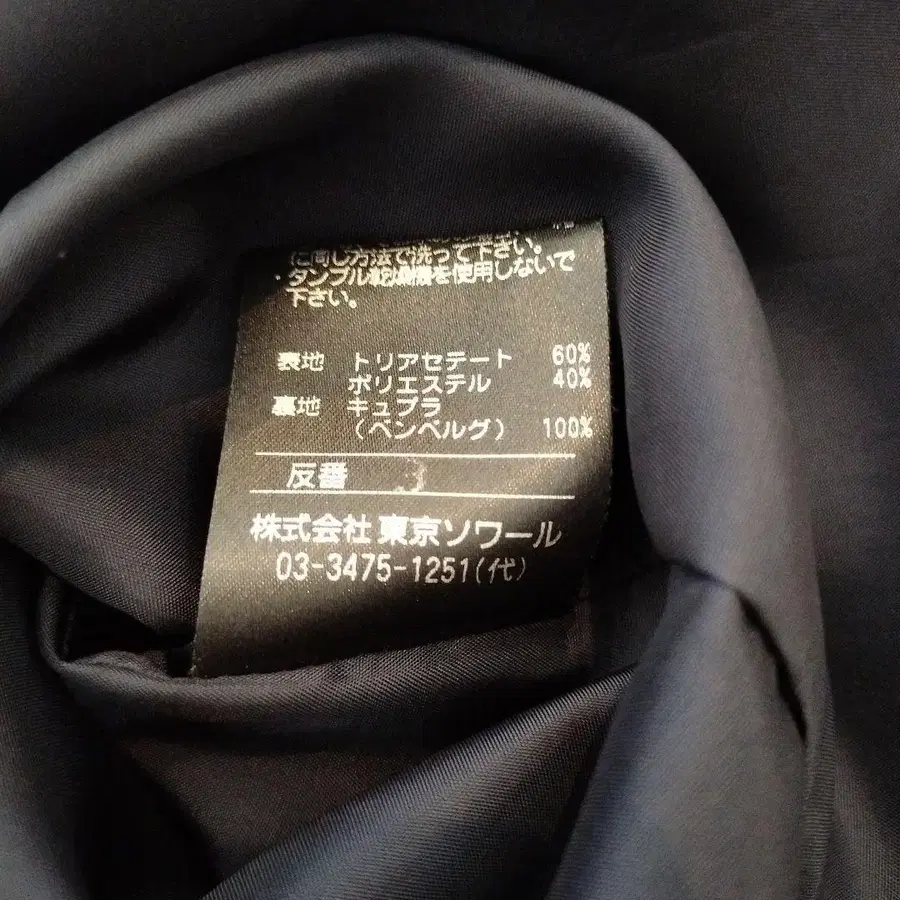 に同じ方法で洗って下さい。
タンブル乾燥機を使用しないで
下さい。
表地 トリアセテート 60%
ポリエステル 40%
裏地 キュプラ
(ベンベルグ) 100%
反番 3
株式会社 東京ソワール
03-3475-1251(代)